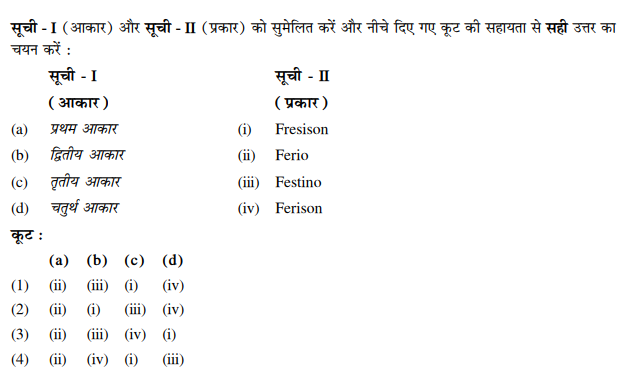 सूची - I (आकार) और सूची - II (प्रकार) को सुमेलित करें और नीचे दिए गए कूट की सहायता से सही उत्तर का
चयन करें :
सूची - I सूची - II
(आकार) (प्रकार)
(a) प्रथम आकार (i) Fresison
(b) द्वितीय आकार (ii) Ferio
(c) तृतीय आकार (iii) Festino
(d) चतुर्थ आकार (iv) Ferison
कूट :
(a) (b) (c) (d)
(1) (ii) (iii) (i) (iv)
(2) (ii) (i) (iii) (iv)
(3) (ii) (iii) (iv) (i)
(4) (ii) (iv) (i) (iii)